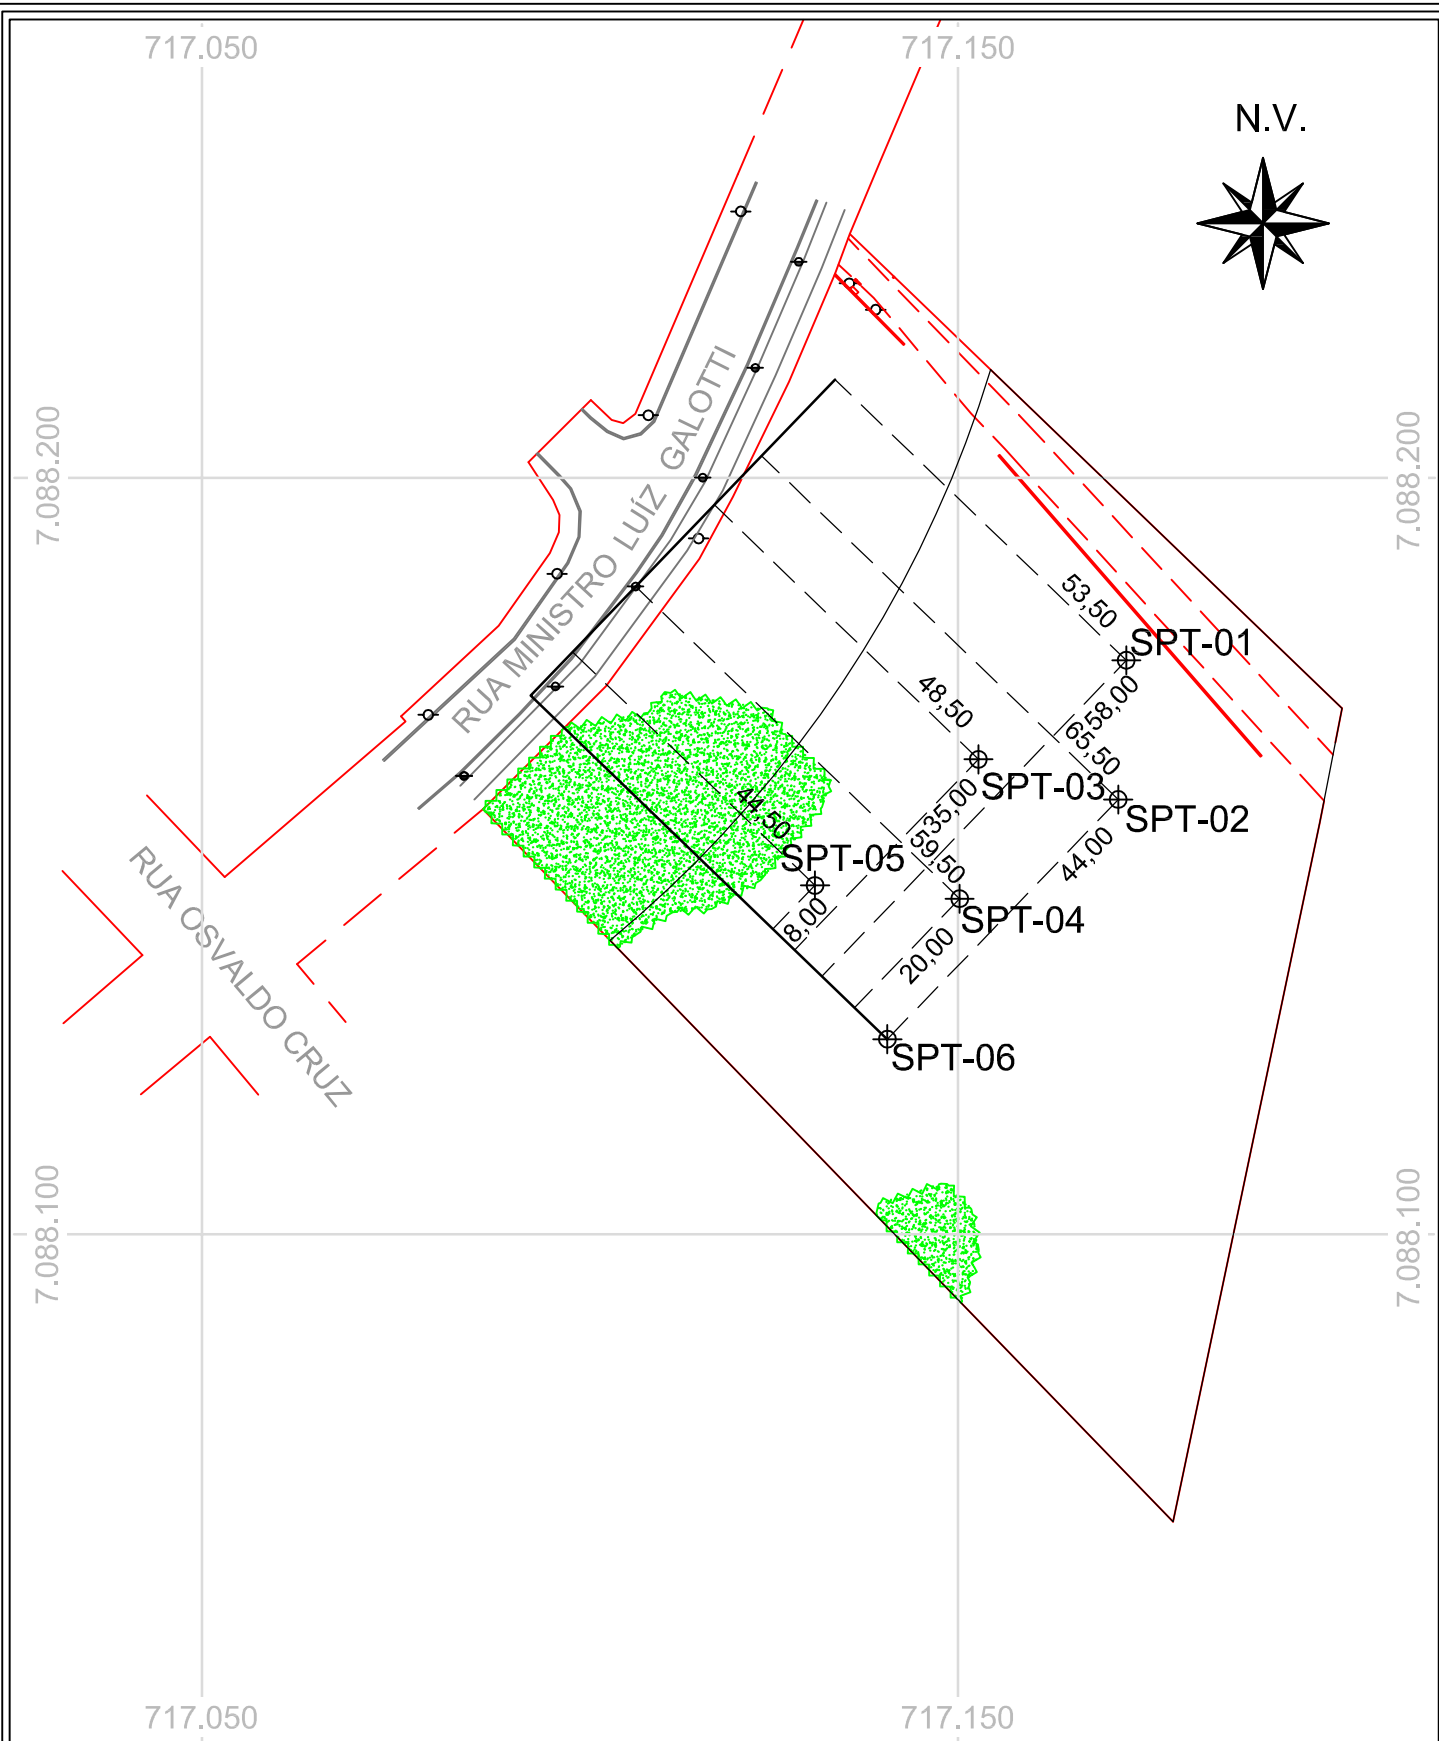 717.050
717.150
N.V.
7.088.200
7.088.200
RUA MINISTRO LUÍZ GALOTTI
53,50
SPT-01
58,00
48,50
65,50
SPT-03
SPT-02
35,00
44,50
59,50
44,00
SPT-05
SPT-04
8,00
20,00
RUA OSVALDO CRUZ
SPT-06
7.088.100
7.088.100
717.050
717.150